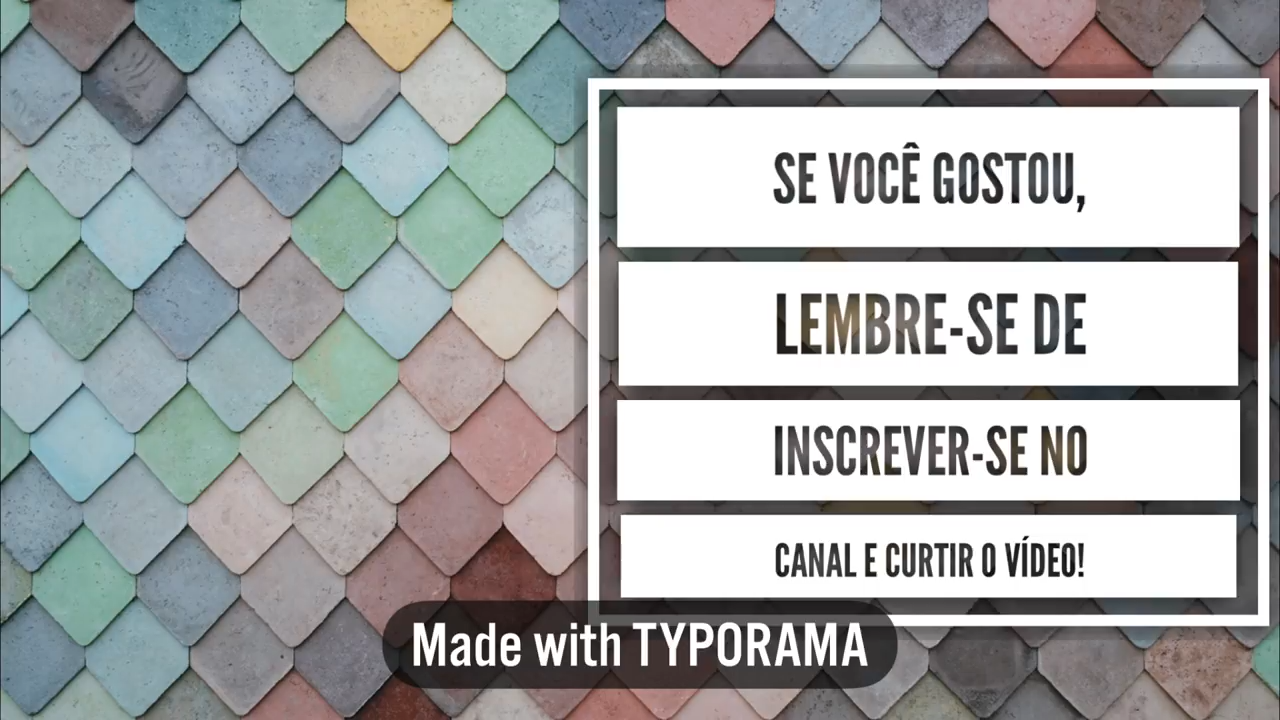 SE VOCÊ GOSTOU,
LEMBRE-SE DE
INSCREVER-SE NO
CANAL E CURTIR O VÍDEO!
Made with TYPORAMA